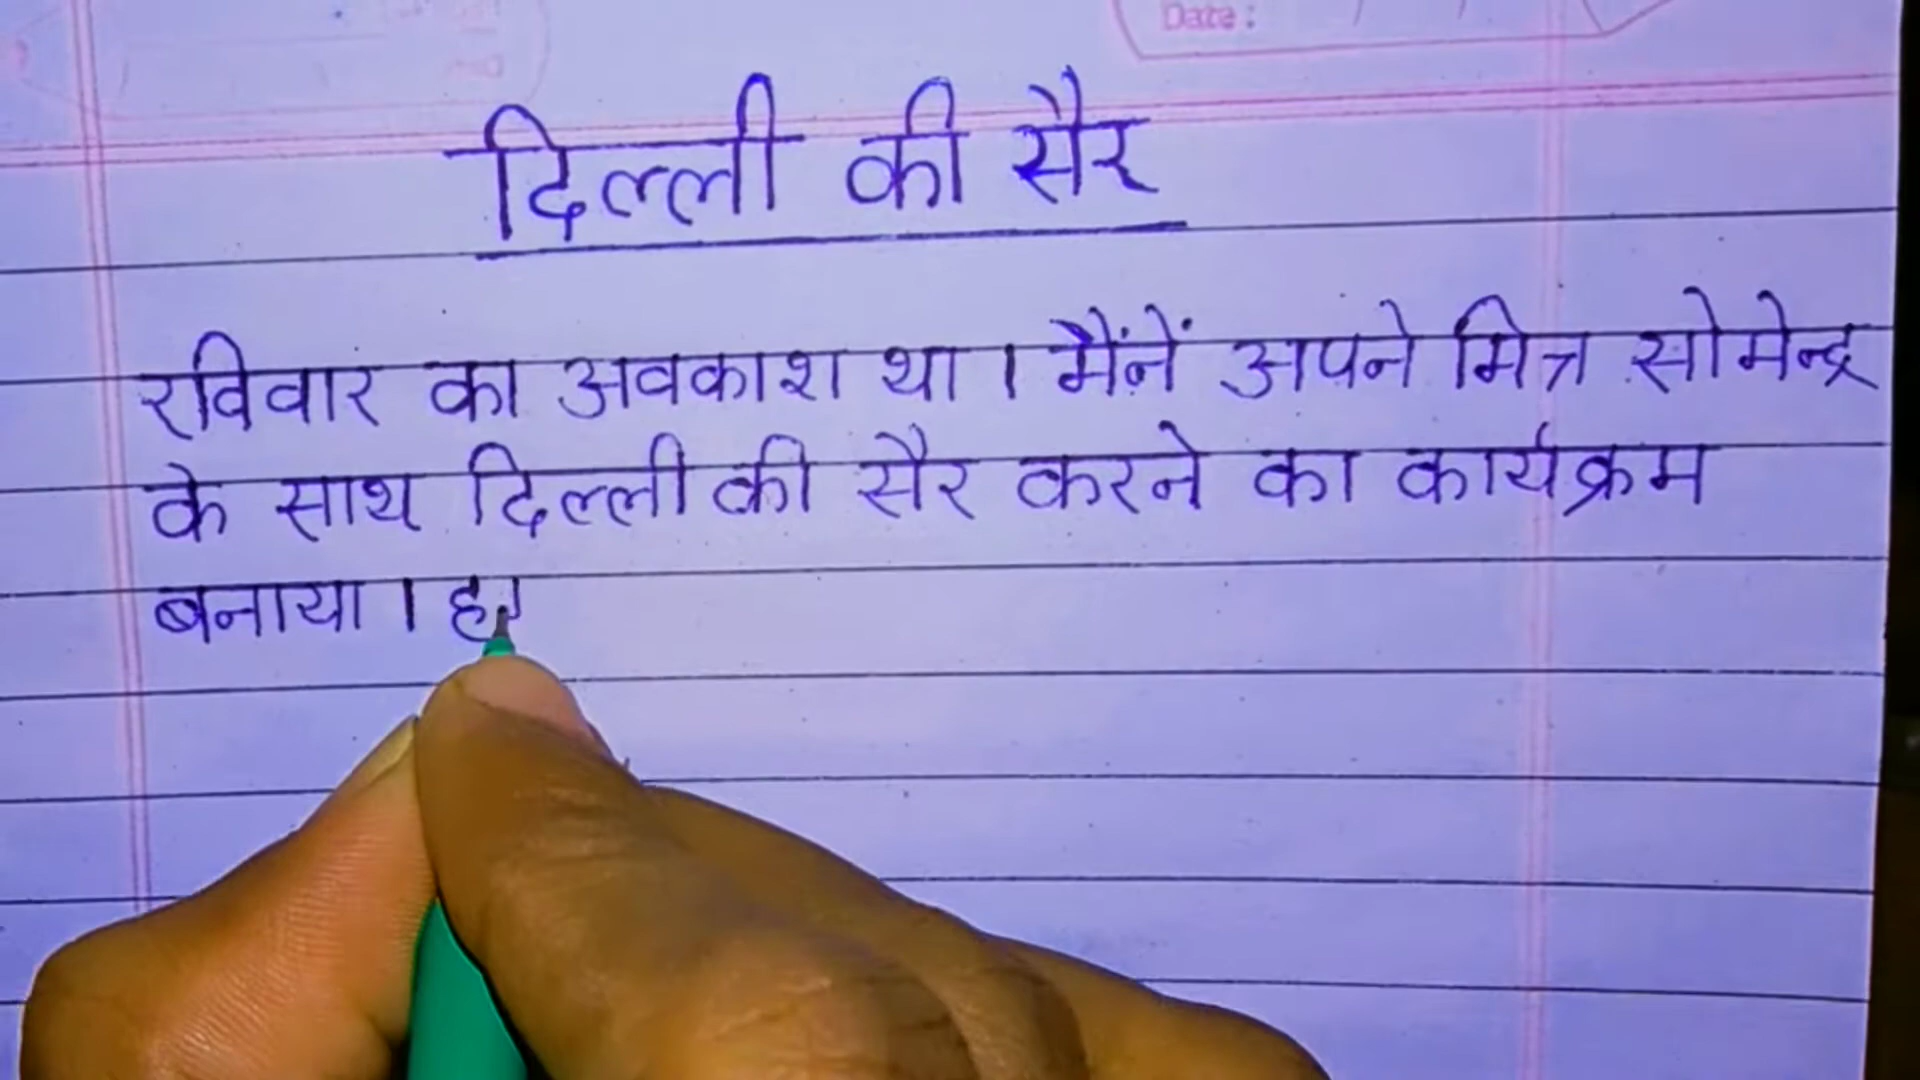 Date :
दिल्ली की सैर
रविवार का अवकाश था । मैंनें अपने मित्र सोमेन्द्र
के साथ दिल्ली की सैर करने का कार्यक्रम
बनाया ।